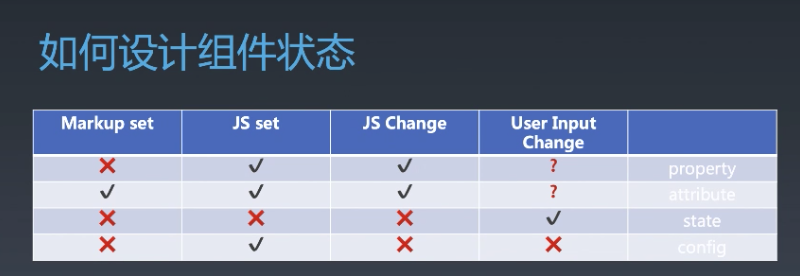 如何设计组件状态
Markup set JS set JS Change User Input Change
❌ ✔ ✔ ? property
✔ ✔ ✔ ? attribute
❌ ❌ ❌ ✔ state
❌ ✔ ❌ ❌ config